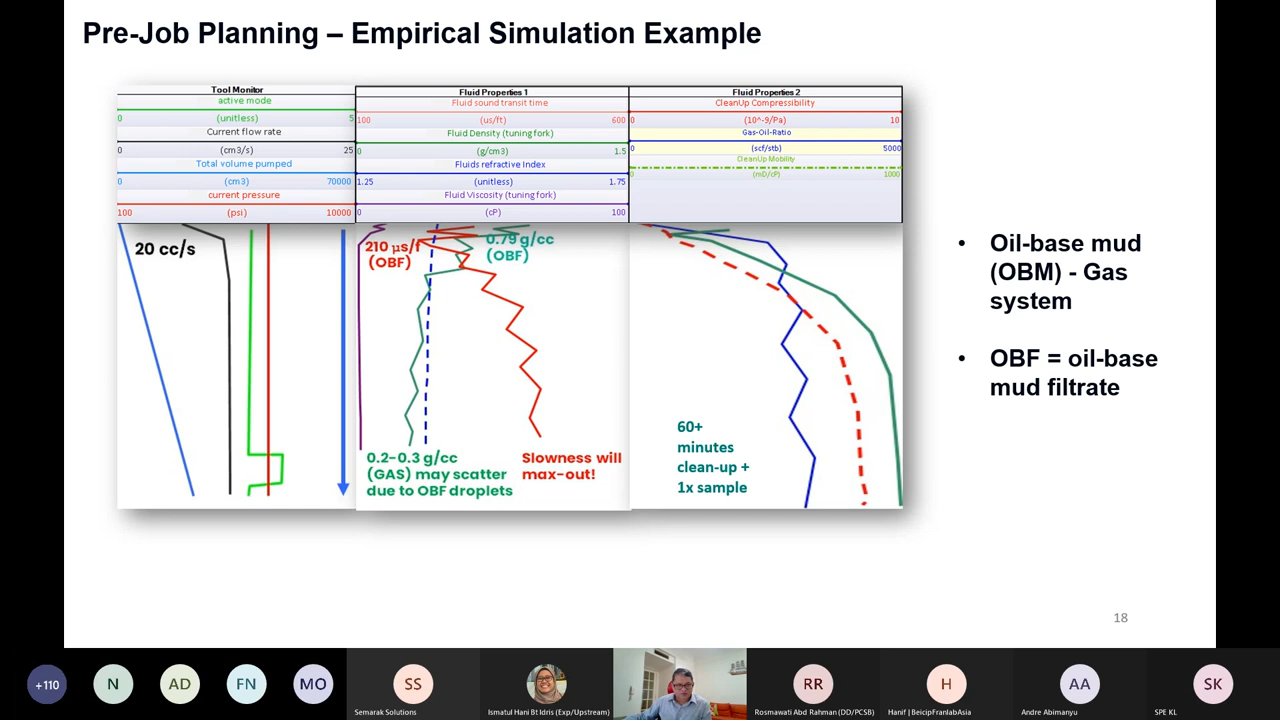 Pre-Job Planning – Empirical Simulation Example
Tool Monitor
active mode
0 (unitless) 5
Current flow rate
0 (cm3/s) 25
Total volume pumped
0 (cm3) 70000
current pressure
100 (psi) 10000
Fluid Properties 1
Fluid sound transit time
100 (us/ft) 600
Fluid Density (tuning fork)
0 (g/cm3) 1.5
Fluids refractive Index
1.25 (unitless) 1.75
Fluid Viscosity (tuning fork)
0 (cP) 100
Fluid Properties 2
CleanUp Compressibility
0 (10^-9/Pa) 10
Gas-Oil-Ratio
0 (scf/stb) 5000
CleanUp Mobility
0 (mD/cP) 1000
20 cc/s
210 µs/f
(OBF)
0.79 g/cc
(OBF)
0.2-0.3 g/cc
(GAS) may scatter
due to OBF droplets
Slowness will
max-out!
60+
minutes
clean-up +
1x sample
• Oil-base mud
(OBM) - Gas
system
• OBF = oil-base
mud filtrate
18
+110
N
AD
FN
MO
SS
RR
H
AA
SK
Semarak Solutions
Ismatul Hani Bt Idris (Exp/Upstream)
Rosmawati Abd Rahman (DD/PCSB)
Hanif | BeicipFranlabAsia
Andre Abimanyu
SPE KL